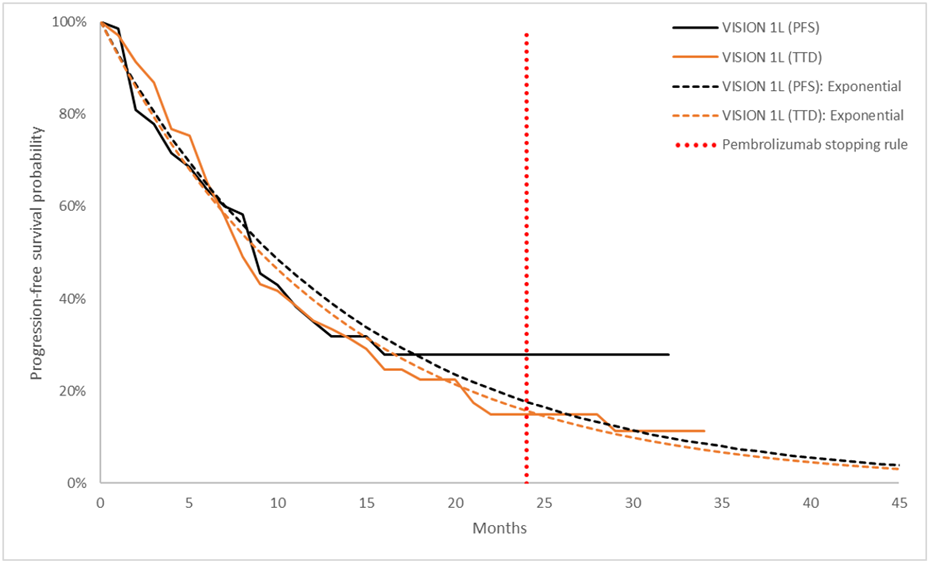 100%
80%
60%
40%
20%
0%
Progression-free survival probability
0 5 10 15 20 25 30 35 40 45
Months
VISION 1L (PFS)
VISION 1L (TTD)
VISION 1L (PFS): Exponential
VISION 1L (TTD): Exponential
Pembrolizumab stopping rule